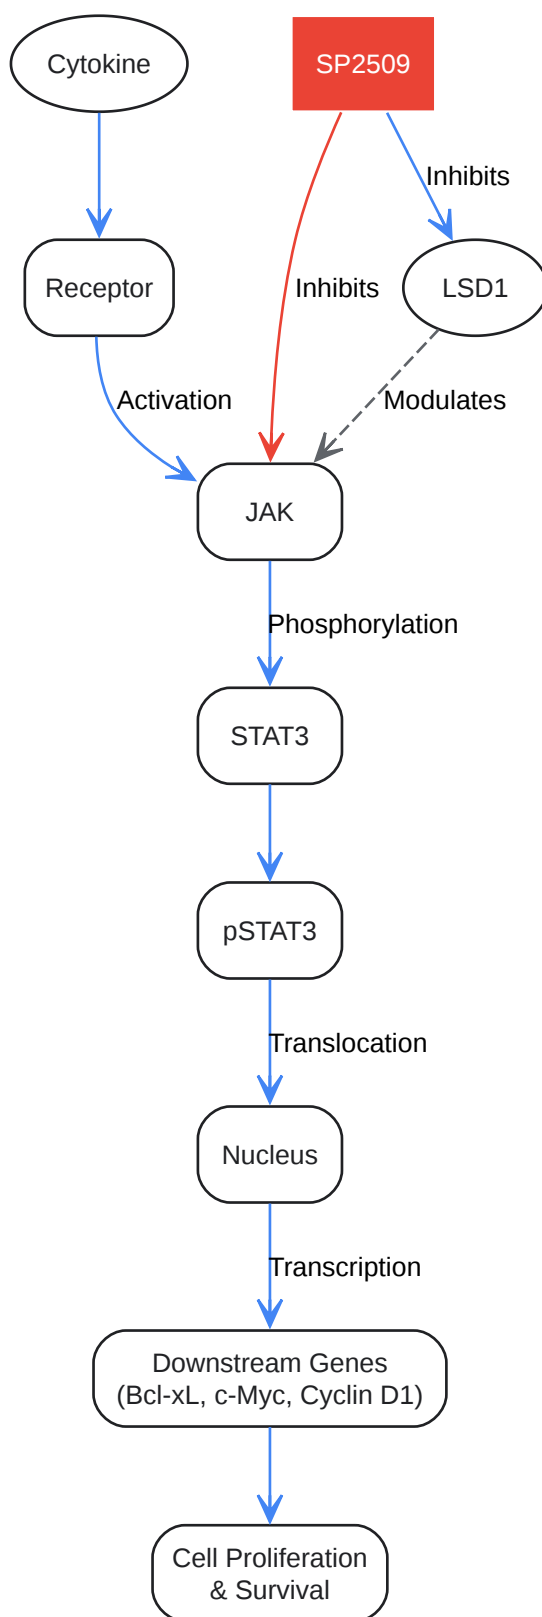 Cytokine
SP2509
Inhibits
Receptor
Inhibits
LSD1
Activation
Modulates
JAK
Phosphorylation
STAT3
pSTAT3
Translocation
Nucleus
Transcription
Downstream Genes
(Bcl-xL, c-Myc, Cyclin D1)
Cell Proliferation
& Survival